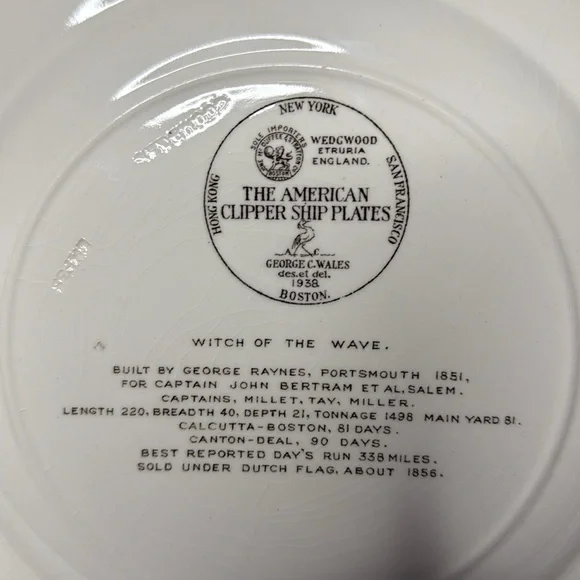 NEW YORK
SOLE IMPORTERS
WEDGWOOD
ETRURIA
ENGLAND.
HONG KONG
SAN FRANCISCO
THE AMERICAN
CLIPPER SHIP PLATES
A. C.
GEORGE C. WALES
des. et del.
1938
BOSTON.
WITCH OF THE WAVE.
BUILT BY GEORGE RAYNES, PORTSMOUTH 1851,
FOR CAPTAIN JOHN BERTRAM ET AL, SALEM.
CAPTAINS, MILLET, TAY, MILLER.
LENGTH 220, BREADTH 40, DEPTH 21, TONNAGE 1498 MAIN YARD 81.
CALCUTTA-BOSTON, 81 DAYS.
CANTON-DEAL, 90 DAYS.
BEST REPORTED DAY'S RUN 338 MILES.
SOLD UNDER DUTCH FLAG, ABOUT 1856.